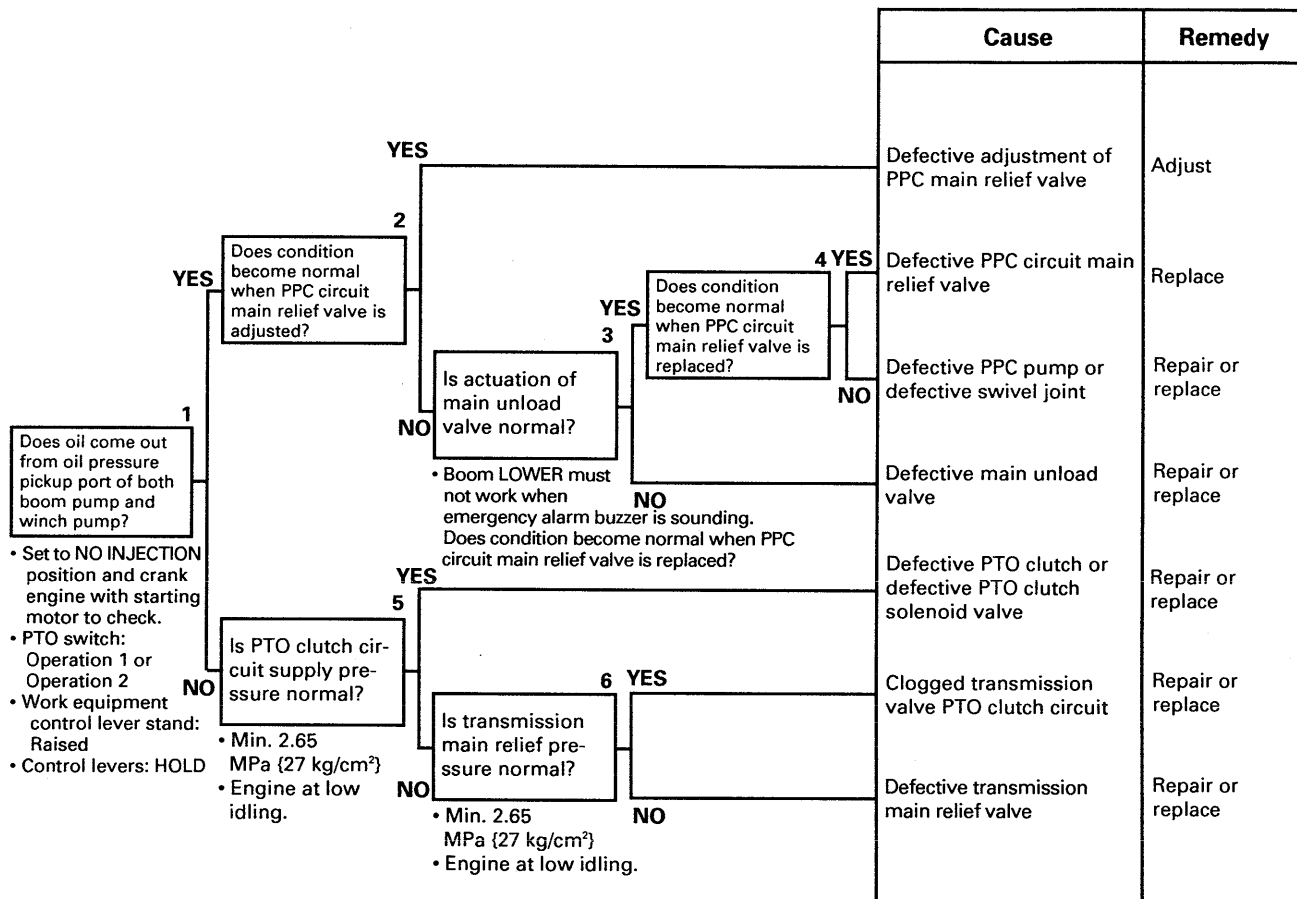 Cause
Remedy
YES
Defective adjustment of
PPC main relief valve
Adjust
2
Does condition
become normal
when PPC circuit
main relief valve is
adjusted?
YES
4 YES
Does condition
become normal
when PPC circuit
main relief valve is
replaced?
Defective PPC circuit main
relief valve
Replace
YES
3
Is actuation of
main unload
valve normal?
NO
Defective PPC pump or
defective swivel joint
Repair or
replace
NO
1
Does oil come out
from oil pressure
pickup port of both
boom pump and
winch pump?
• Boom LOWER must
not work when
emergency alarm buzzer is sounding.
Does condition become normal when PPC
circuit main relief valve is replaced?
NO
Defective main unload
valve
Repair or
replace
• Set to NO INJECTION
position and crank
engine with starting
motor to check.
• PTO switch:
Operation 1 or
Operation 2
• Work equipment
control lever stand:
Raised
• Control levers: HOLD
YES
Defective PTO clutch or
defective PTO clutch
solenoid valve
Repair or
replace
5
Is PTO clutch cir-
cuit supply pre-
ssure normal?
NO
• Min. 2.65
MPa {27 kg/cm²}
• Engine at low
idling.
6
YES
Is transmission
main relief pre-
ssure normal?
Clogged transmission
valve PTO clutch circuit
Repair or
replace
NO
• Min. 2.65
MPa {27 kg/cm²}
• Engine at low idling.
NO
Defective transmission
main relief valve
Repair or
replace